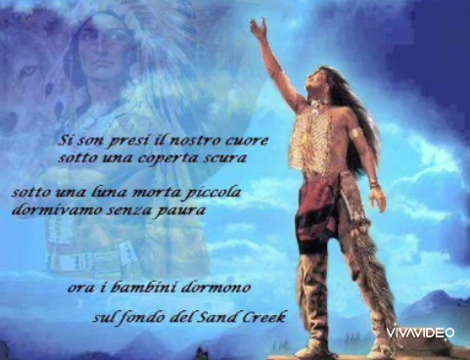 Si son presi il nostro cuore
sotto una coperta scura
sotto una luna morta piccola
dormivamo senza paura
ora i bambini dormono
sul fondo del Sand Creek
VIVAVIDEO